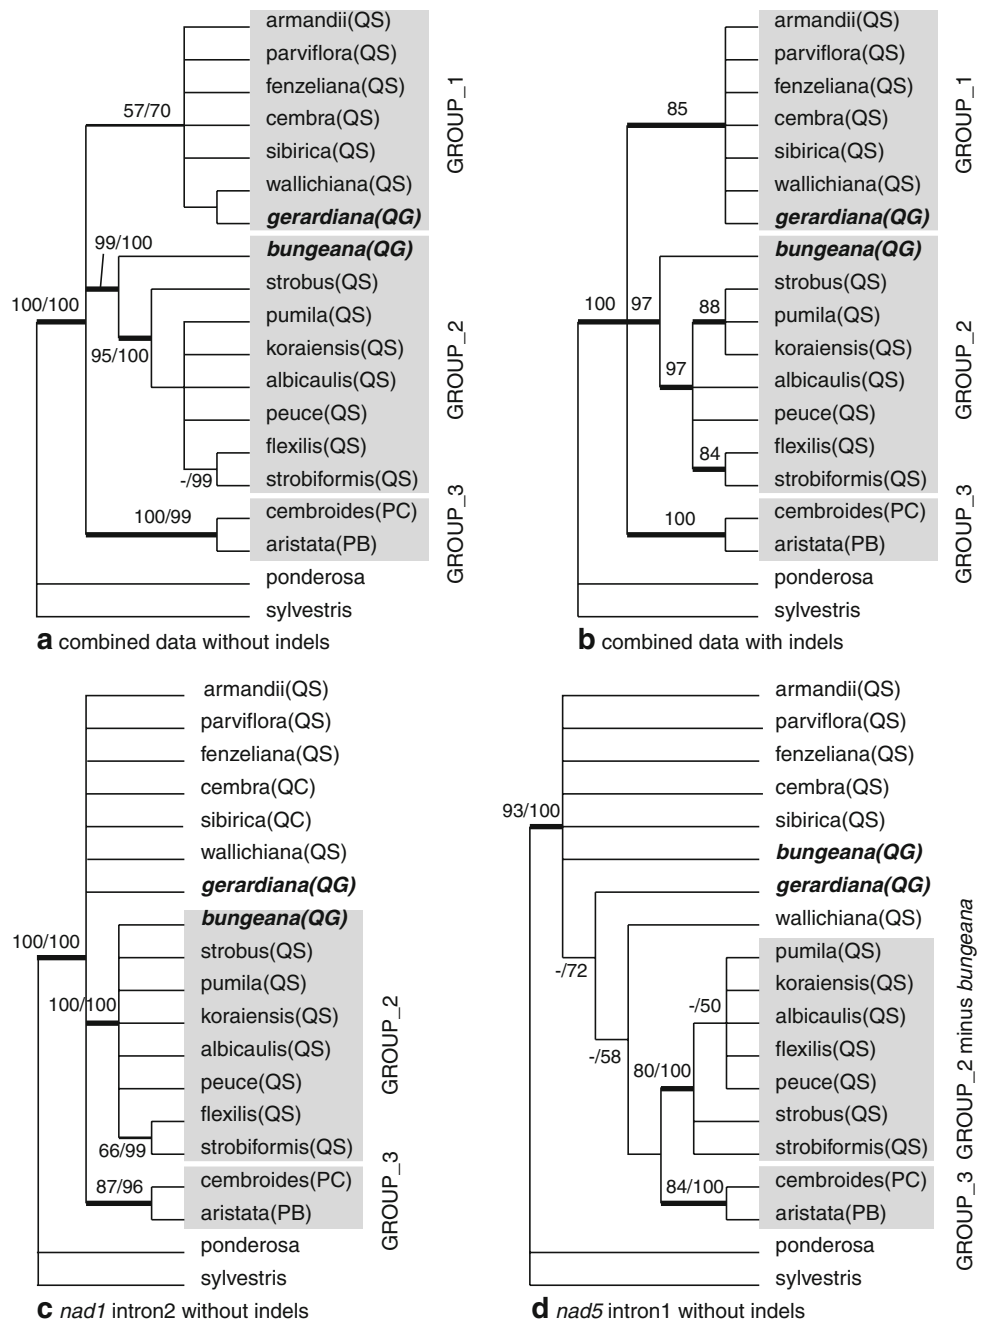 armandii(QS)
parviflora(QS)
fenzeliana(QS)
cembra(QS)
sibirica(QS)
wallichiana(QS)
gerardiana(QG)
bungeana(QG)
strobus(QS)
pumila(QS)
koraiensis(QS)
albicaulis(QS)
peuce(QS)
flexilis(QS)
strobiformis(QS)
cembroides(PC)
aristata(PB)
ponderosa
sylvestris
57/70
99/100
100/100
95/100
-/99
100/99
GROUP_1
GROUP_2
GROUP_3
a combined data without indels
armandii(QS)
parviflora(QS)
fenzeliana(QS)
cembra(QS)
sibirica(QS)
wallichiana(QS)
gerardiana(QG)
bungeana(QG)
strobus(QS)
pumila(QS)
koraiensis(QS)
albicaulis(QS)
peuce(QS)
flexilis(QS)
strobiformis(QS)
cembroides(PC)
aristata(PB)
ponderosa
sylvestris
85
100
97
88
97
84
100
GROUP_1
GROUP_2
GROUP_3
b combined data with indels
armandii(QS)
parviflora(QS)
fenzeliana(QS)
cembra(QC)
sibirica(QC)
wallichiana(QS)
gerardiana(QG)
bungeana(QG)
strobus(QS)
pumila(QS)
koraiensis(QS)
albicaulis(QS)
peuce(QS)
flexilis(QS)
strobiformis(QS)
cembroides(PC)
aristata(PB)
ponderosa
sylvestris
100/100
100/100
66/99
87/96
GROUP_2
GROUP_3
c nad1 intron2 without indels
armandii(QS)
parviflora(QS)
fenzeliana(QS)
cembra(QS)
sibirica(QS)
bungeana(QG)
gerardiana(QG)
wallichiana(QS)
pumila(QS)
koraiensis(QS)
albicaulis(QS)
flexilis(QS)
peuce(QS)
strobus(QS)
strobiformis(QS)
cembroides(PC)
aristata(PB)
ponderosa
sylvestris
93/100
-/72
-/58
-/50
80/100
84/100
GROUP_2 minus bungeana
GROUP_3
d nad5 intron1 without indels